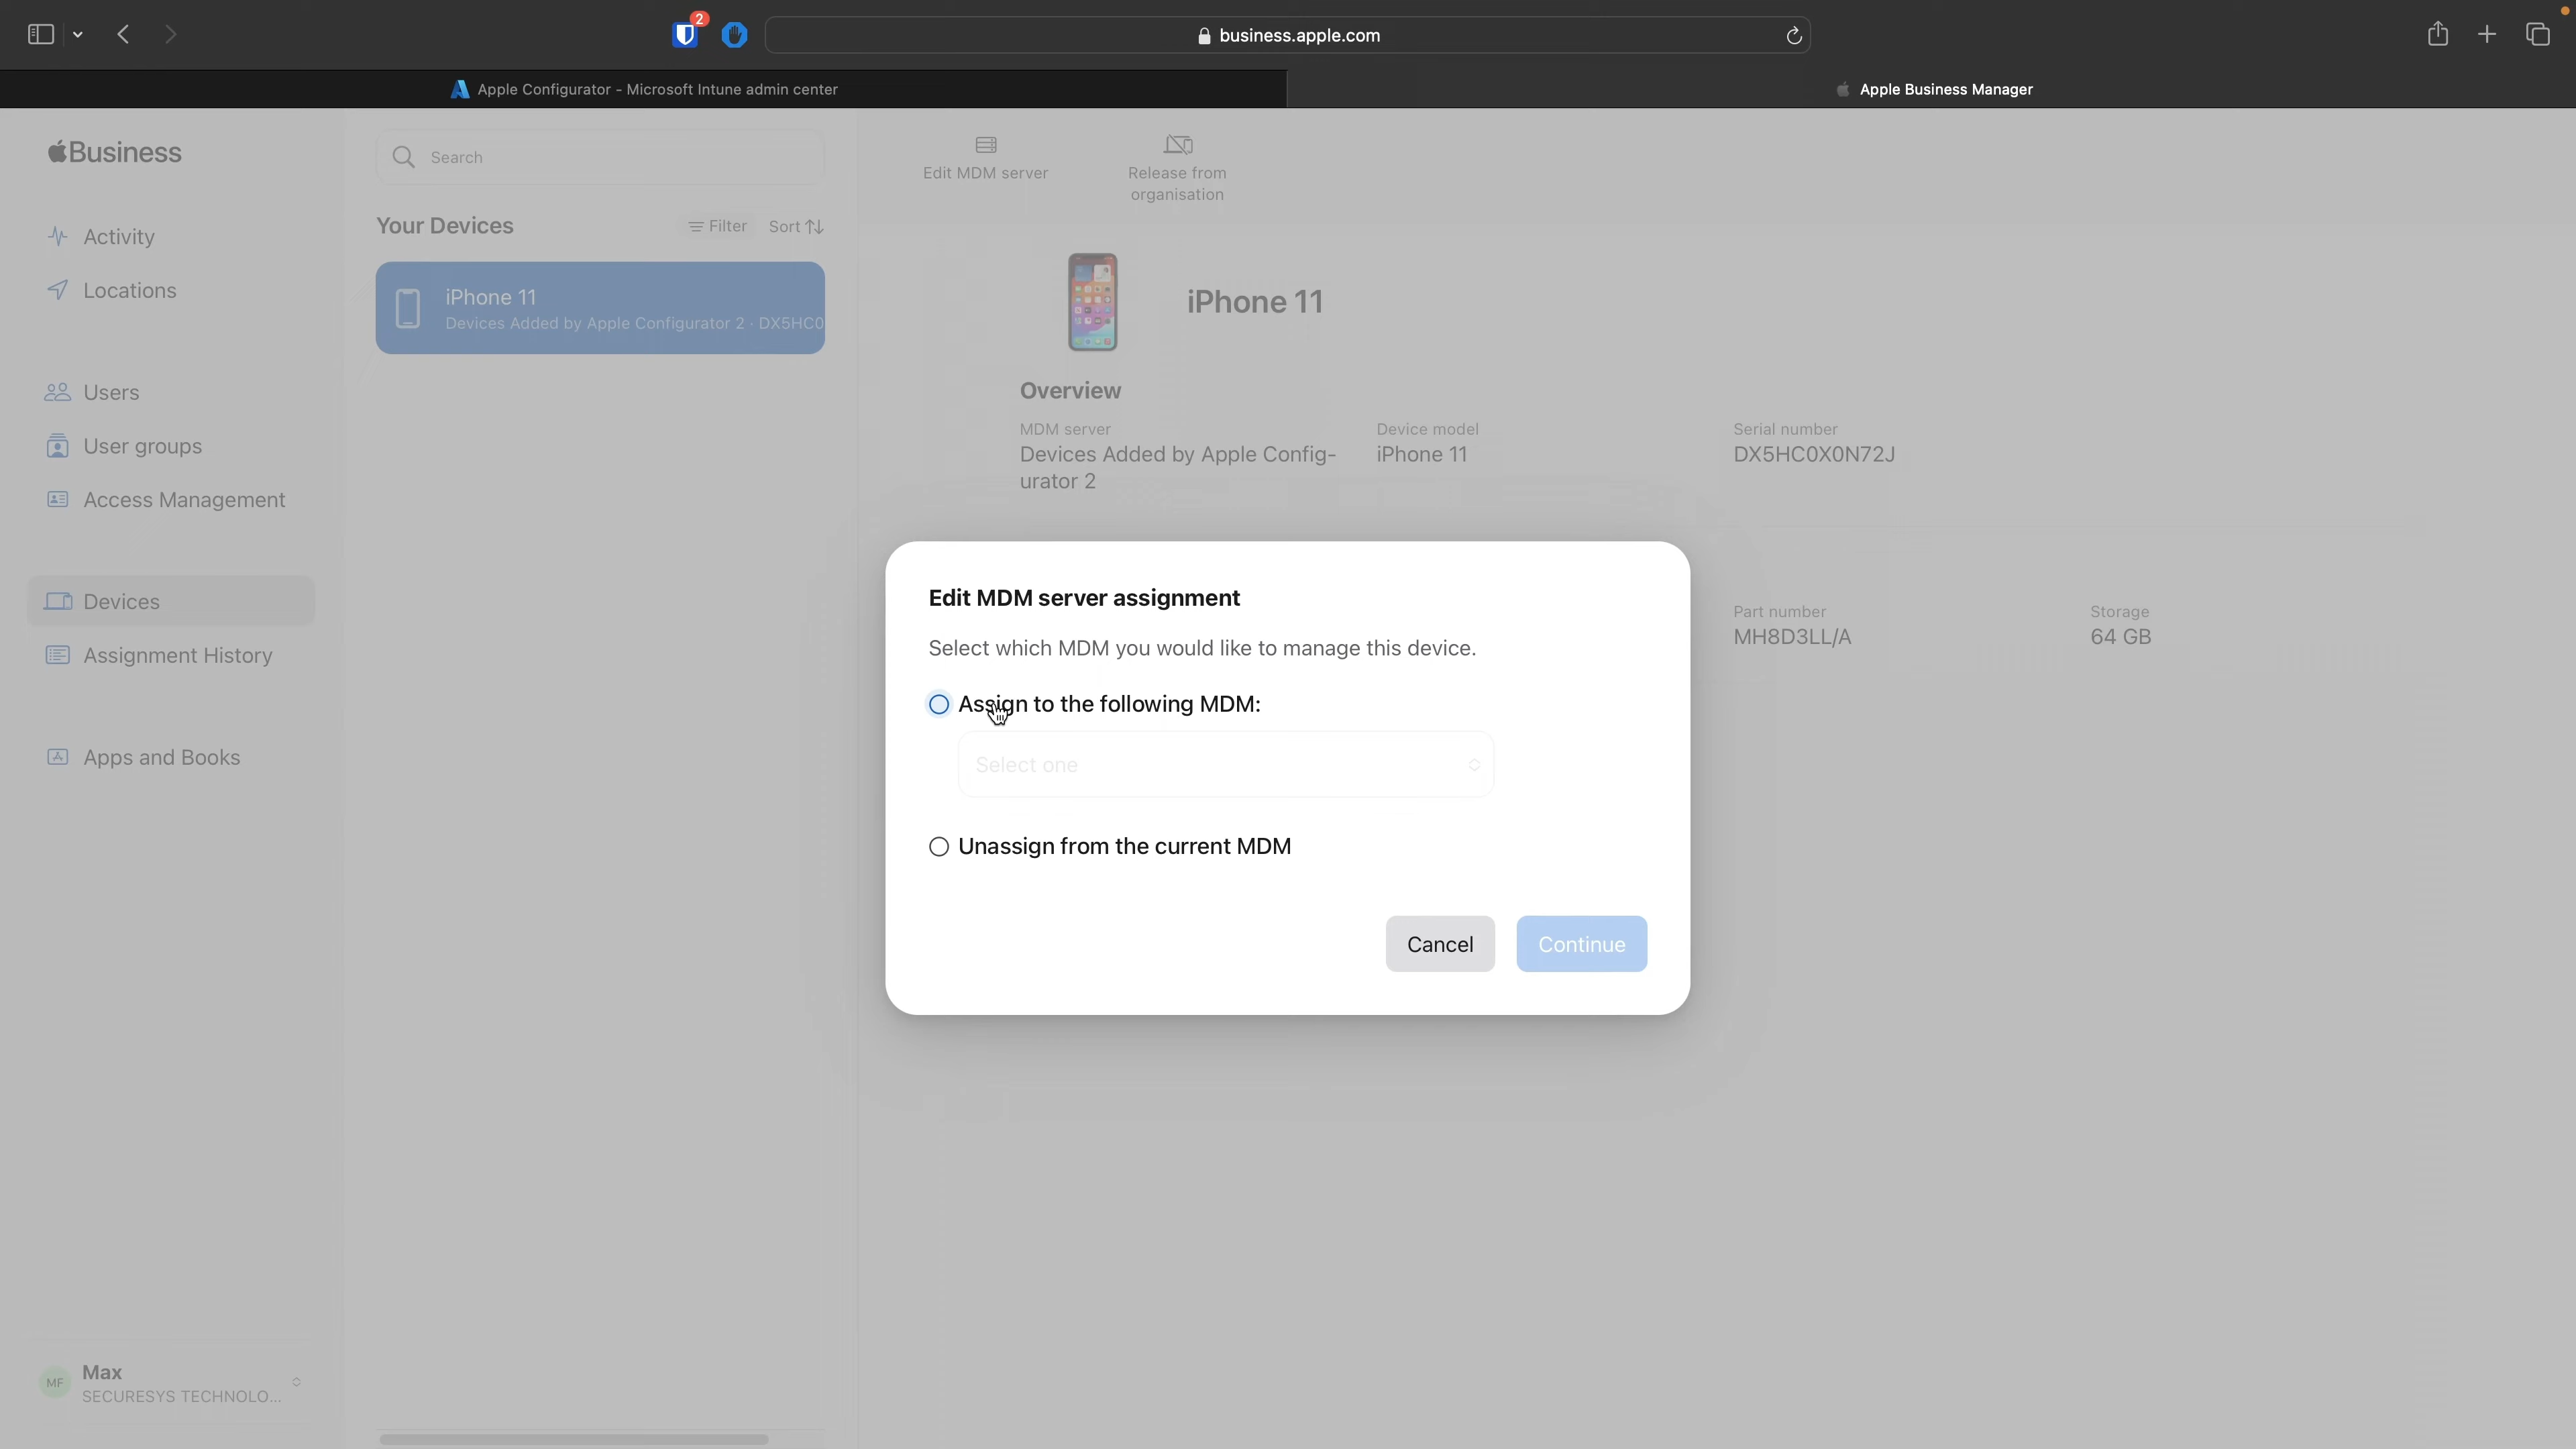 2
business.apple.com
Apple Configurator - Microsoft Intune admin center
Apple Business Manager
Business
Activity
Locations
Users
User groups
Access Management
Devices
Assignment History
Apps and Books
MF
Max
SECURESYS TECHNOLO...
Search
Your Devices
Filter
Sort
iPhone 11
Devices Added by Apple Configurator 2 · DX5HC0
Edit MDM server
Release from
organisation
iPhone 11
Overview
MDM server
Devices Added by Apple Config-
urator 2
Device model
iPhone 11
Serial number
DX5HC0X0N72J
Part number
MH8D3LL/A
Storage
64 GB
Edit MDM server assignment
Select which MDM you would like to manage this device.
Assign to the following MDM:
Select one
Unassign from the current MDM
Cancel
Continue